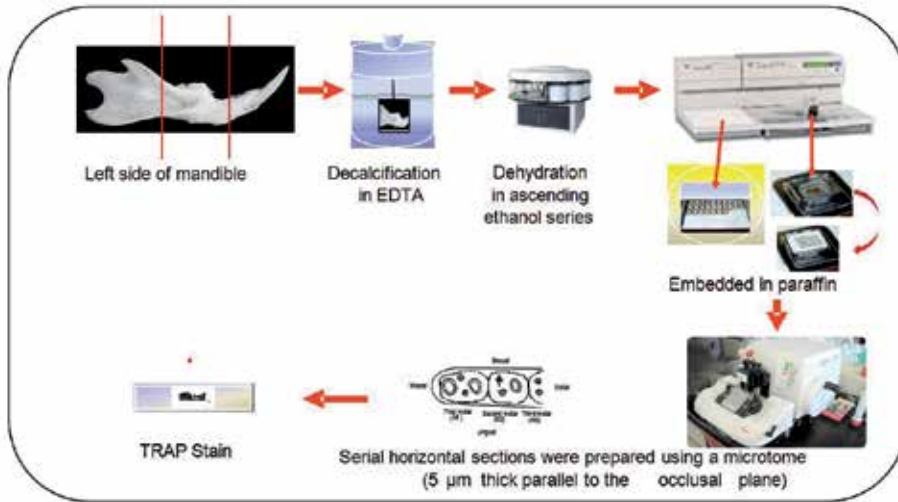 Left side of mandible
Decalcification
in EDTA
Dehydration
in ascending
ethanol series
Embedded in paraffin
TRAP Stain
Serial horizontal sections were prepared using a microtome
(5 µm thick parallel to the occlusal plane)